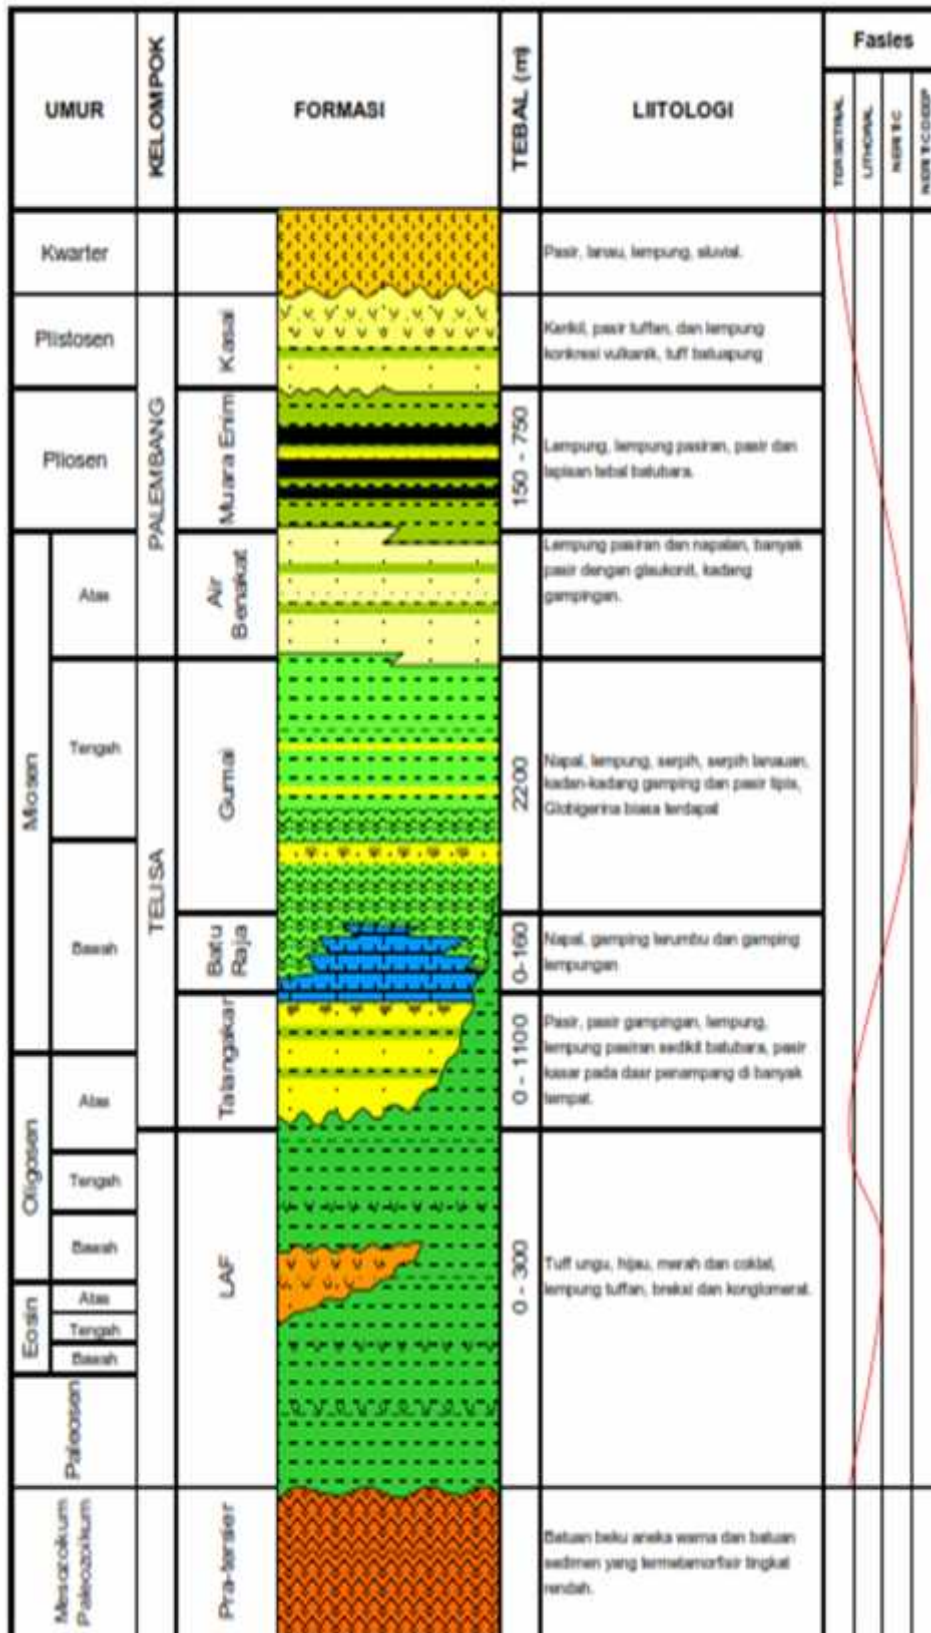 UMUR
KELOMPOK
FORMASI
TEBAL (m)
LIITOLOGI
Fasies
TERSETRIAL
LITHORAL
NERITIC
NERITIC DEEP
Kwarter
Pasir, lanau, lempung, aluvial.
Plistosen
PALEMBANG
Kasai
Kerikil, pasir tuffan, dan lempung
konkresi vulkanik, tuff batuapung
Pliosen
Muara Enim
150 - 750
Lempung, lempung pasiran, pasir dan
lapisan tebal batubara.
Miosen
Atas
Air
Benakat
Lempung pasiran dan napalan, banyak
pasir dengan glaukonit, kadang
gampingan.
Tengah
TELISA
Gumai
2200
Napal, lempung, serpih, serpih lanauan,
kadan-kadang gamping dan pasir tipis,
Globigerina biasa terdapat
Bawah
Batu
Raja
0-160
Napal, gamping terumbu dan gamping
lempungan
Talangakar
0 - 1100
Pasir, pasir gampingan, lempung,
lempung pasiran sedikit batubara, pasir
kasar pada dasr penampang di banyak
tempat.
Oligosen
Atas
Tengah
Bawah
LAF
0 - 300
Tuff ungu, hijau, merah dan coklat,
lempung tuffan, breksi dan konglomerat.
Eosin
Atas
Tengah
Bawah
Paleosen
Mesozoikum
Paleozoikum
Pra-tersier
Batuan beku aneka warna dan batuan
sedimen yang termetamorfisir tingkat
rendah.